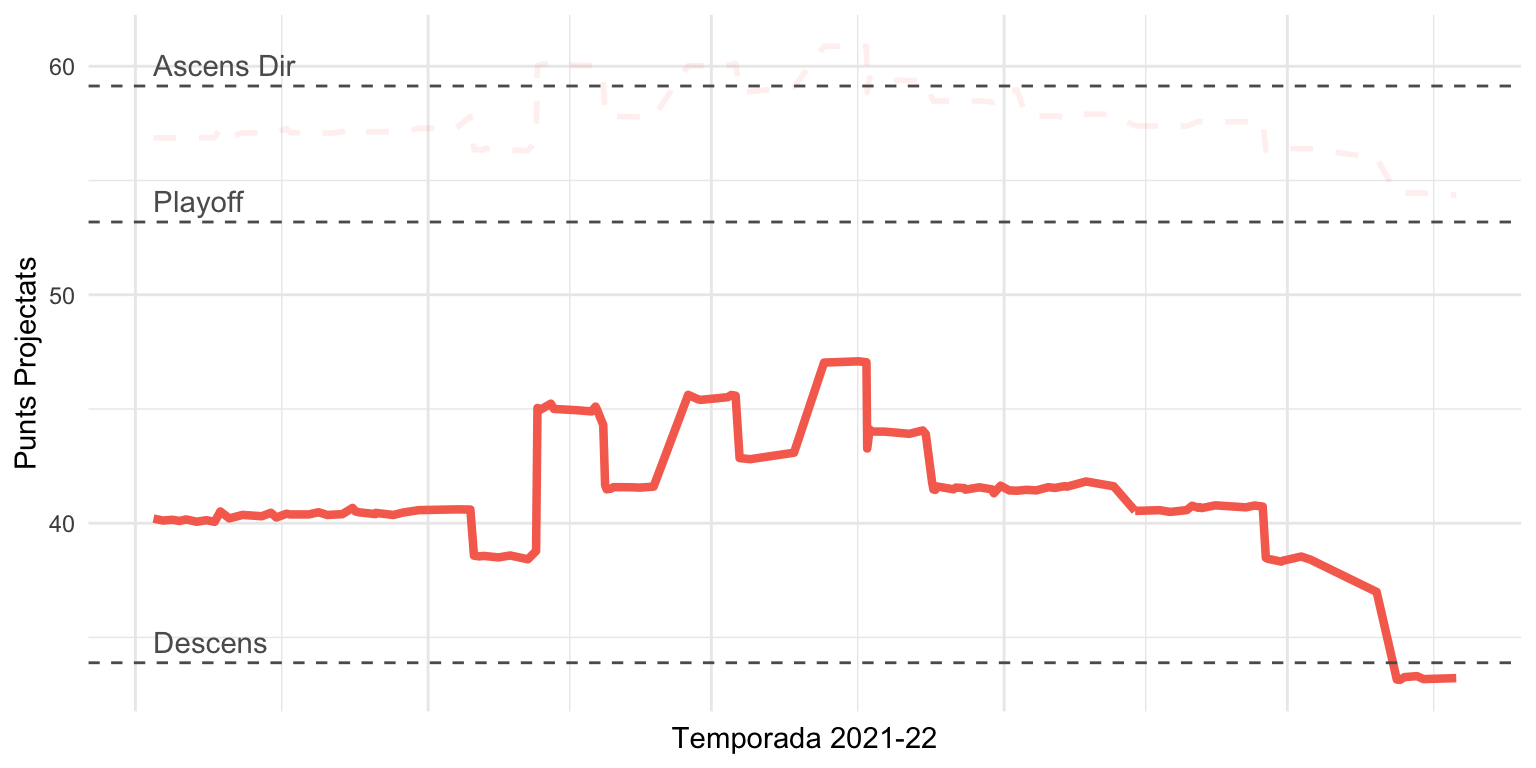 60
Ascens Dir
Playoff
50
40
Descens
Punts Projectats
Temporada 2021-22